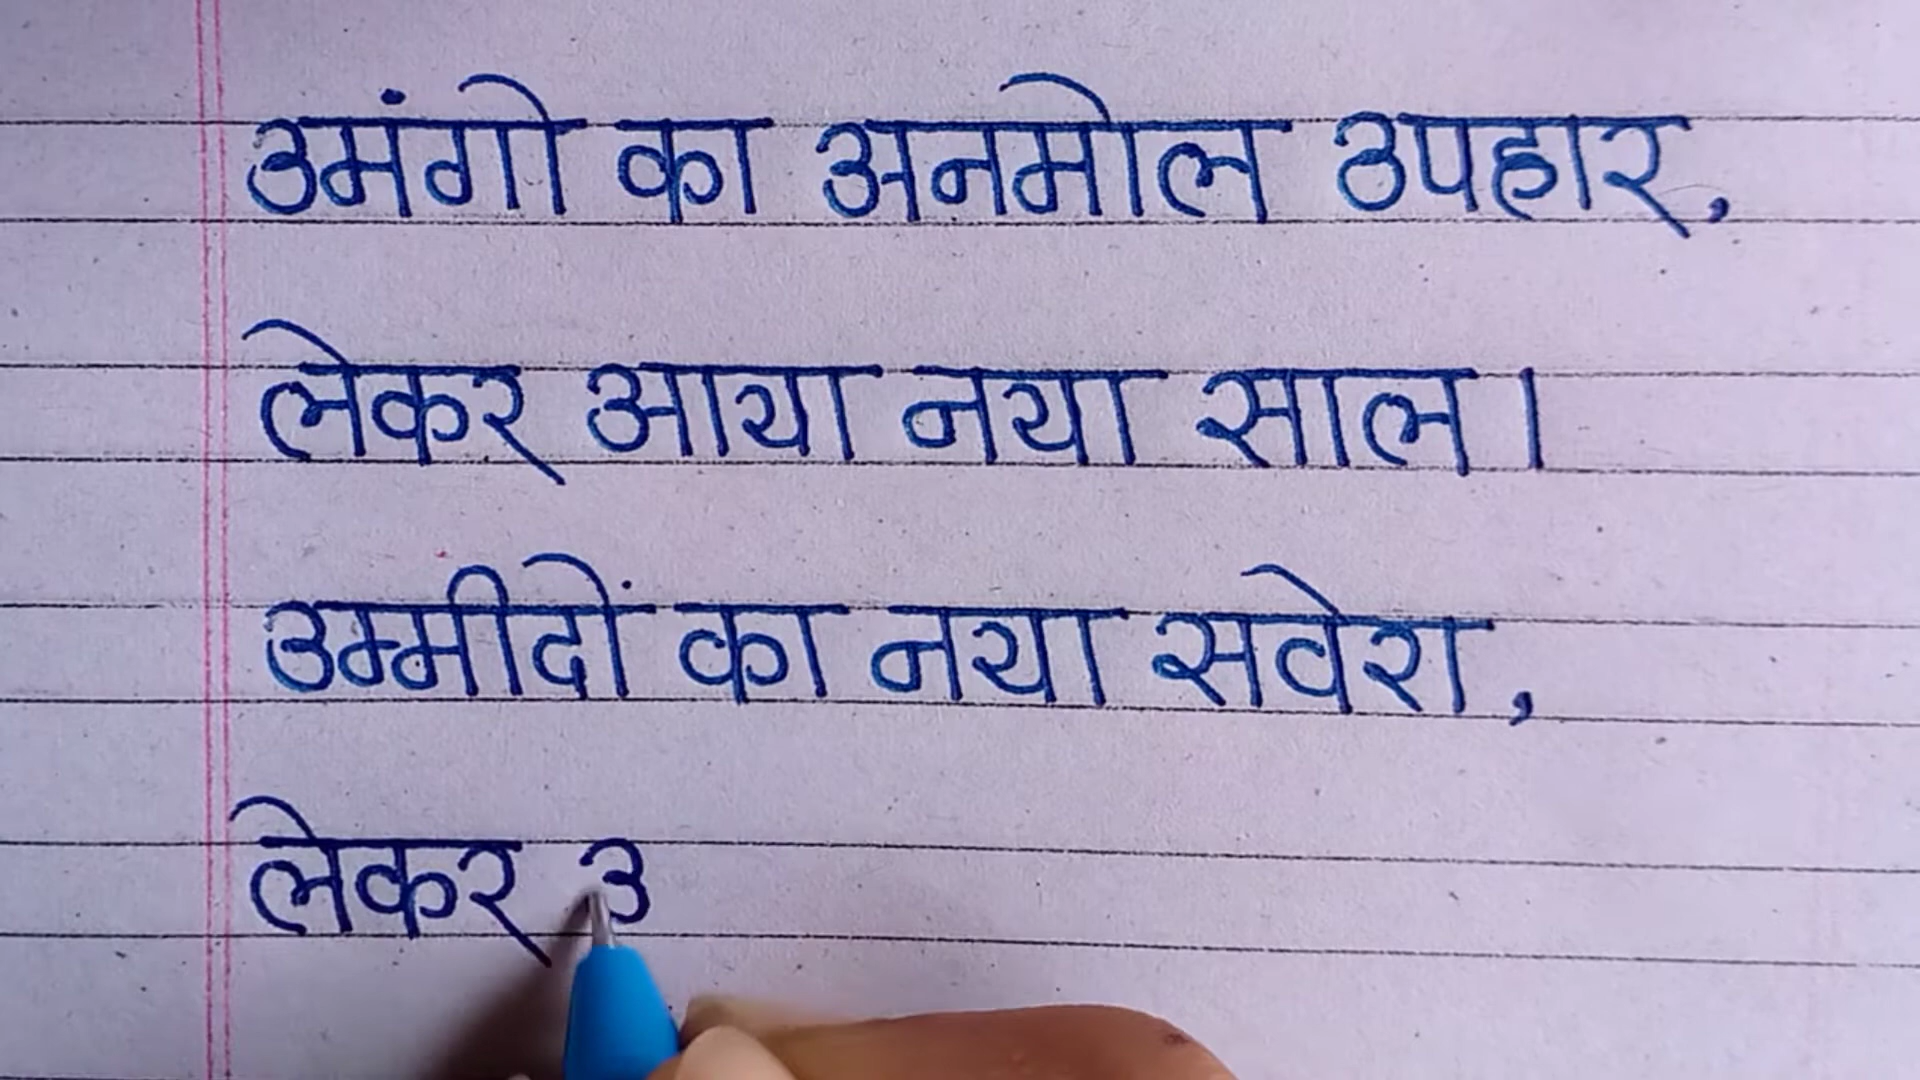 उमंगो का अनमोल उपहार,
लेकर आया नया साल।
उम्मीदों का नया सवेरा,
लेकर